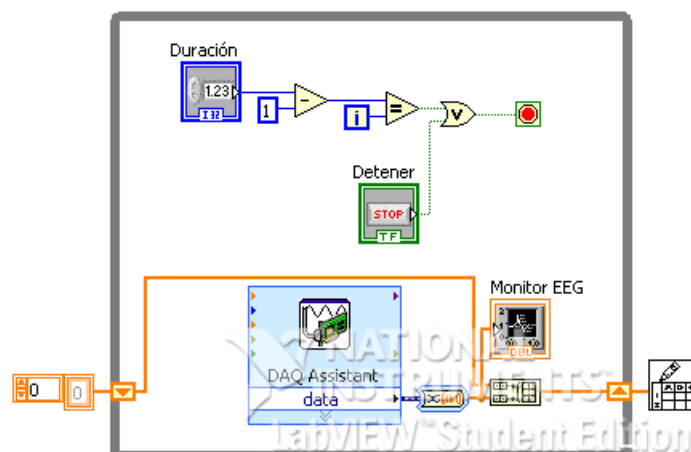 Duración
1.23
I32
1
-
i
=
V
Detener
STOP
TF
Monitor EEG
DBL
DAQ Assistant
data
0
0
NATIONAL
INSTRUMENTS
LabVIEW™ Student Edition